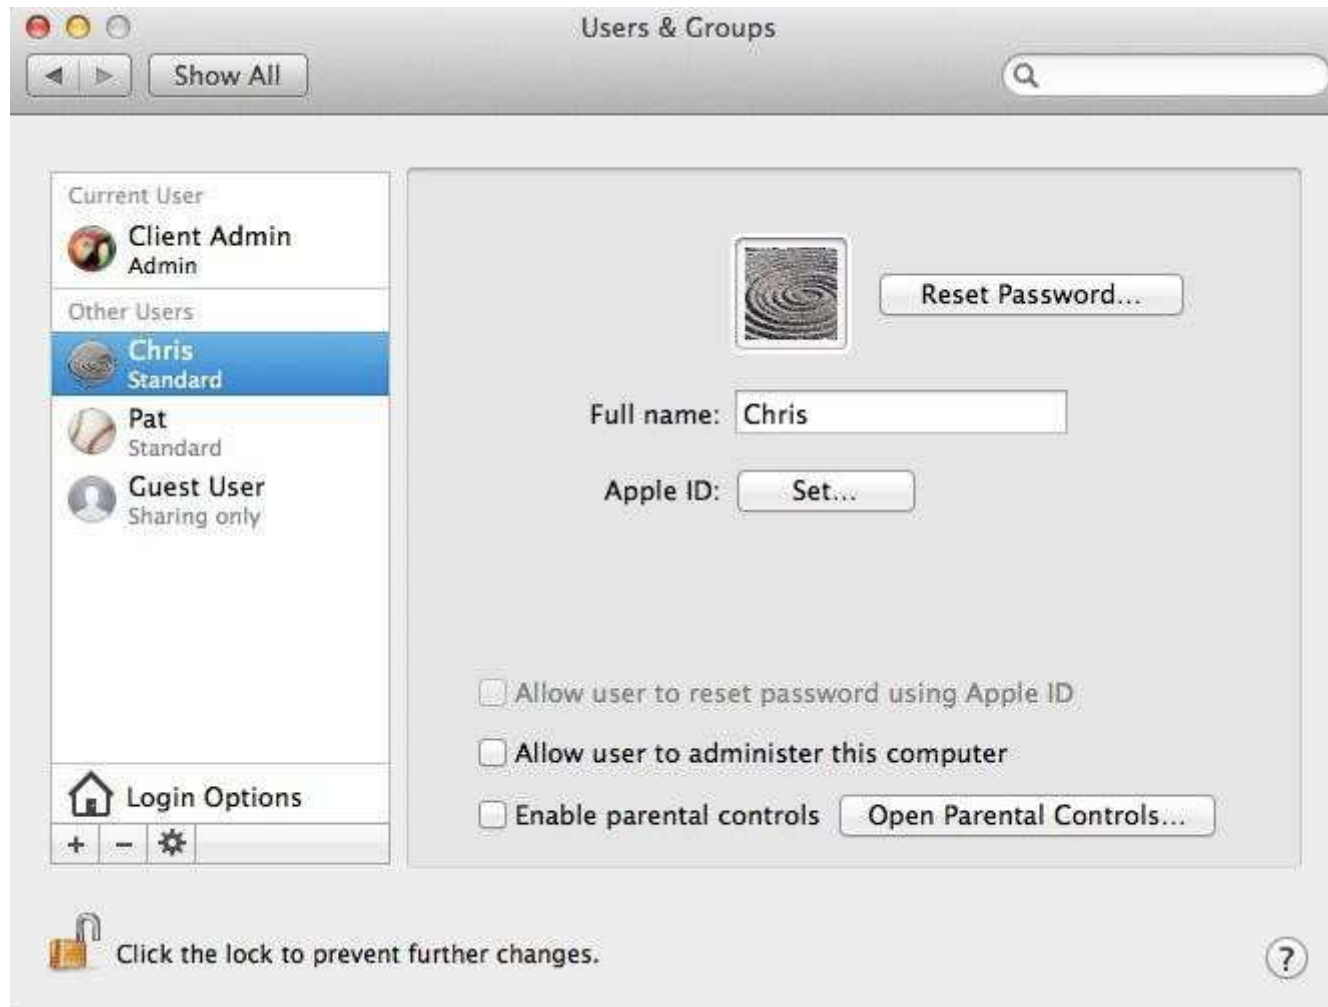 Users & Groups
Show All
Current User
Client Admin
Admin
Other Users
Chris
Standard
Pat
Standard
Guest User
Sharing only
Login Options
+ −
Reset Password...
Full name: Chris
Apple ID: Set...
Allow user to reset password using Apple ID
Allow user to administer this computer
Enable parental controls Open Parental Controls...
Click the lock to prevent further changes.
?